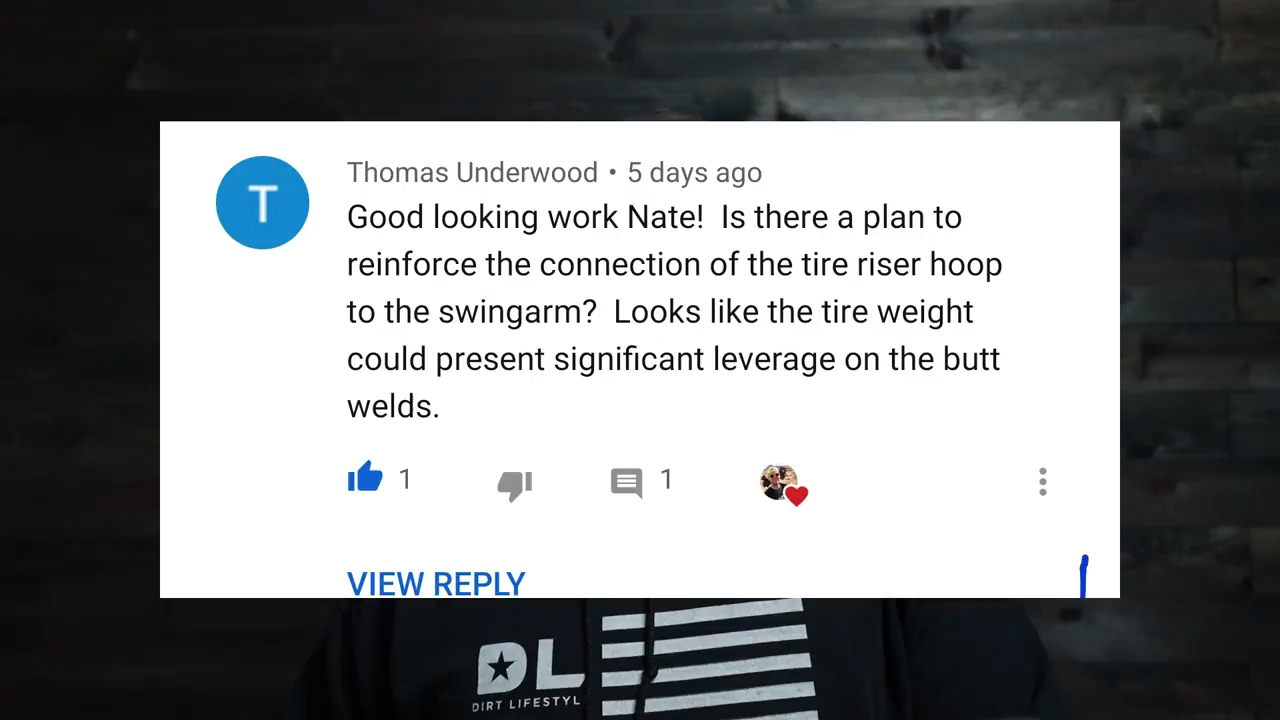 T
Thomas Underwood • 5 days ago
Good looking work Nate!  Is there a plan to
reinforce the connection of the tire riser hoop
to the swingarm?  Looks like the tire weight
could present significant leverage on the butt
welds.
1
1
VIEW REPLY
DL
DIRT LIFESTYL